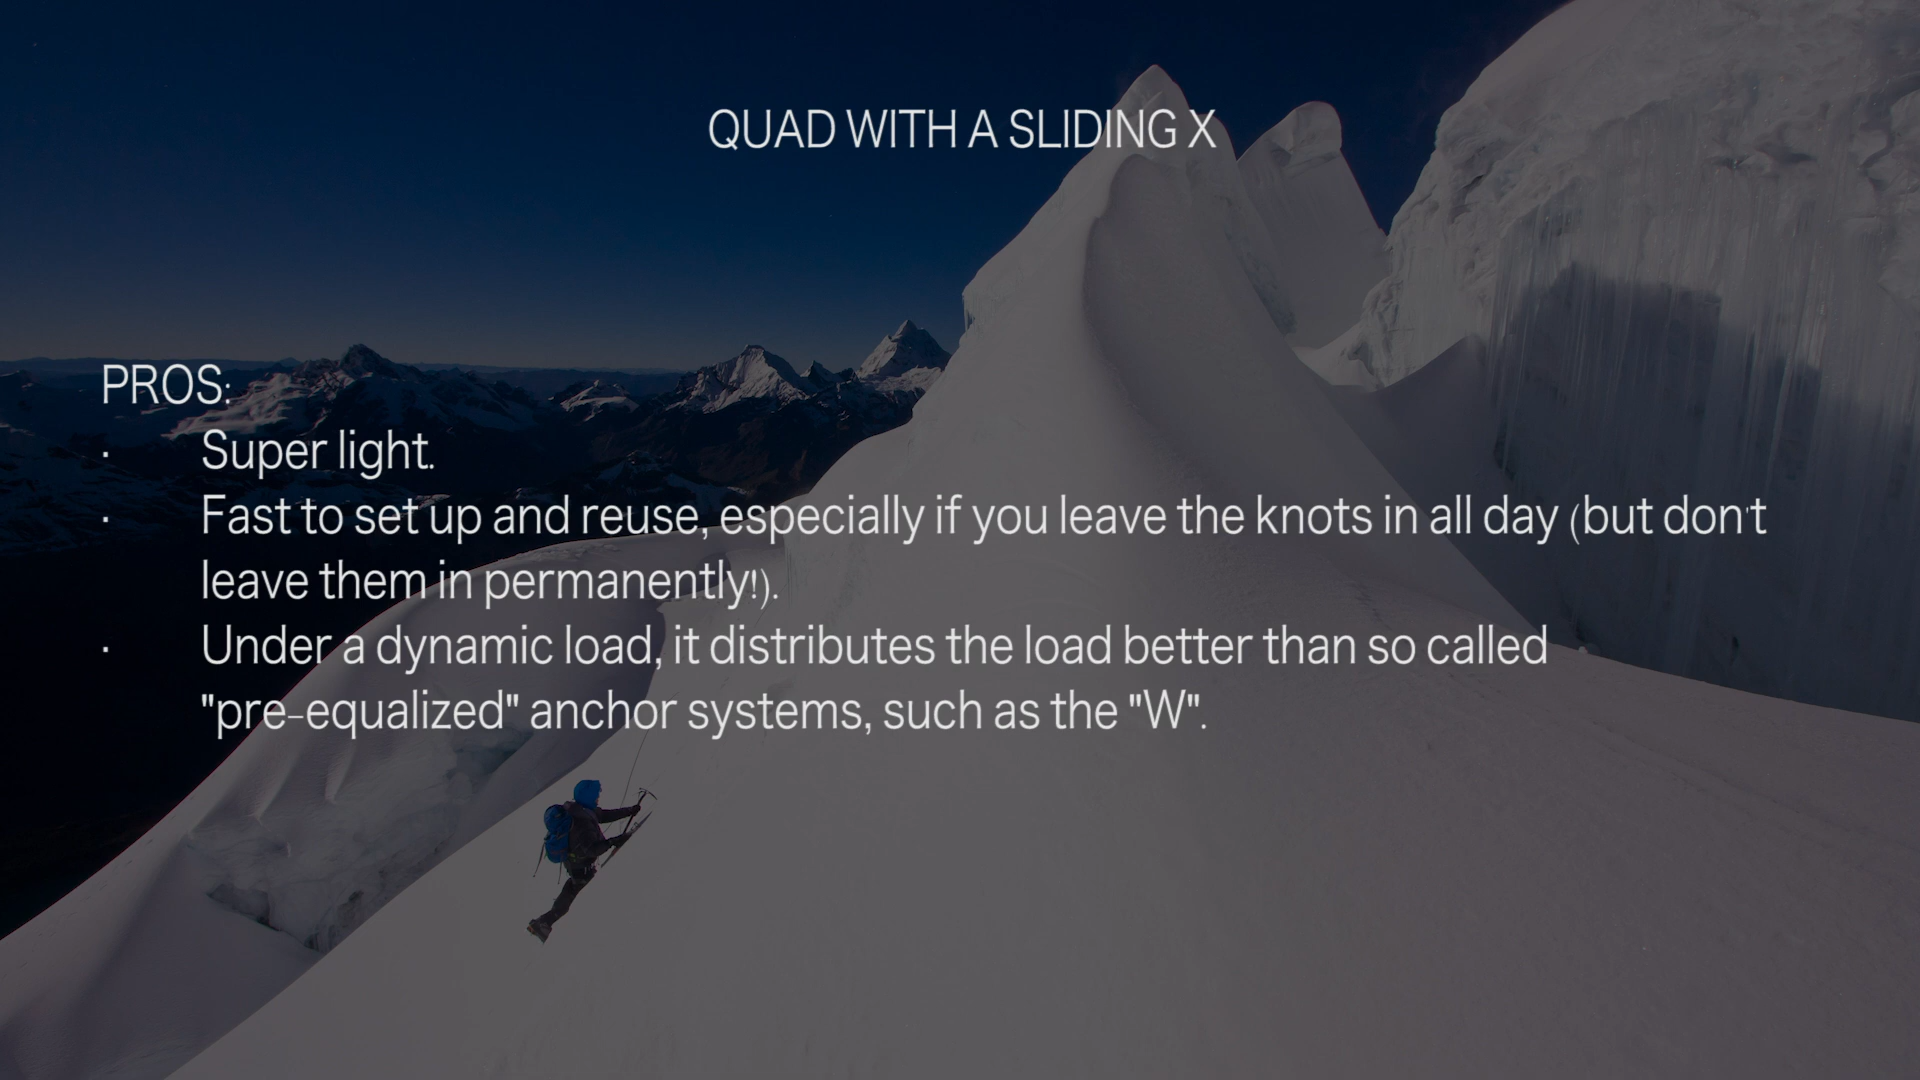 QUAD WITH A SLIDING X
PROS:
· Super light.
· Fast to set up and reuse, especially if you leave the knots in all day (but don't
leave them in permanently!).
· Under a dynamic load, it distributes the load better than so called
"pre-equalized" anchor systems, such as the "W".